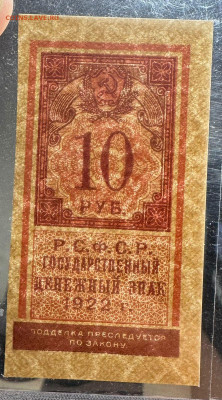 10
РУБ.
Р.С.Ф.С.Р.
ГОСУДАРСТВЕННЫЙ
ДЕНЕЖНЫЙ ЗНАК
1922 г.
ПОДДЕЛКА ПРЕСЛЕДУЕТСЯ
ПО ЗАКОНУ.